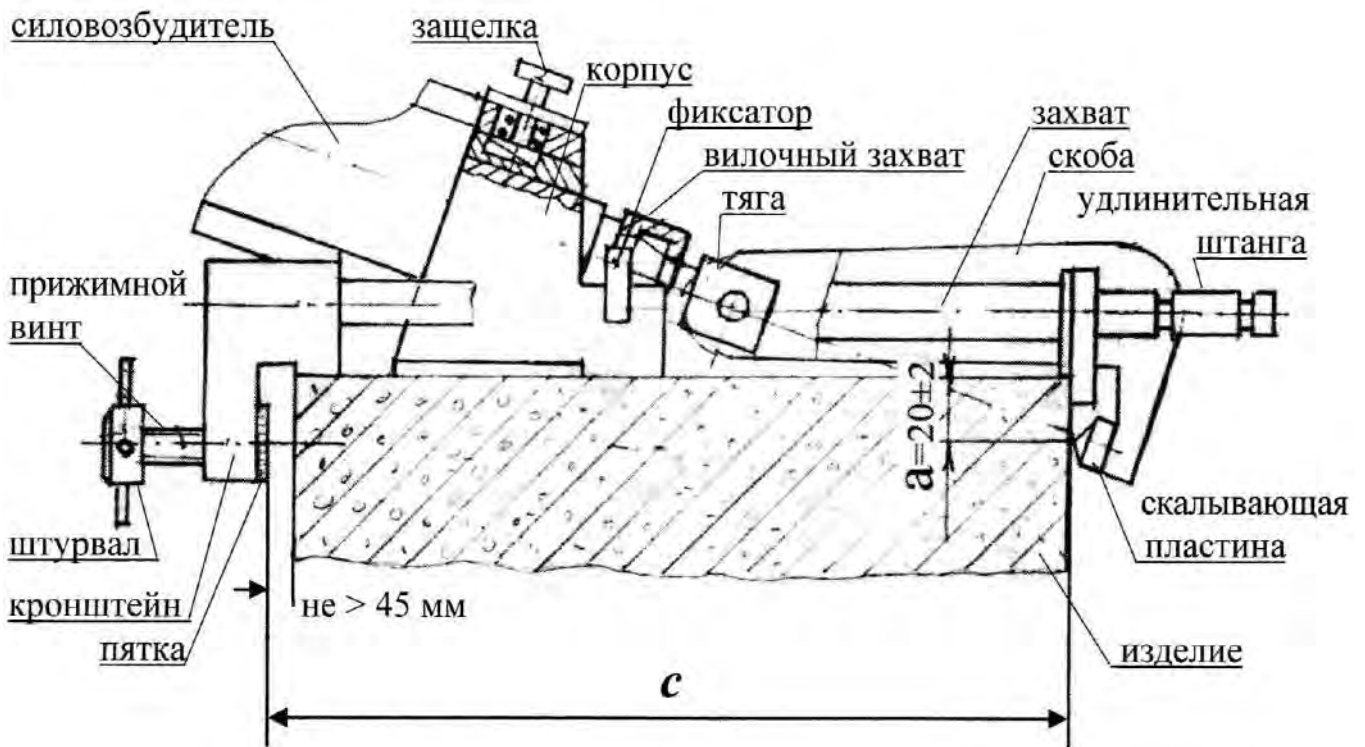 силовозбудитель
защелка
корпус
фиксатор
вилочный захват
тяга
захват
скоба
удлинительная
штанга
прижимной
винт
a=20±2
штурвал
кронштейн
пятка
не > 45 мм
скалывающая
пластина
изделие
c